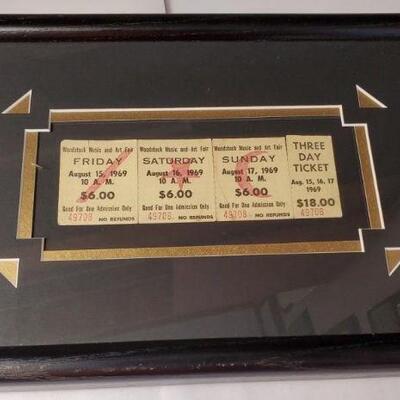 Woodstock Music and Art Fair
FRIDAY
August 15, 1969
10 A. M.
$6.00
Good For One Admission Only
49708 NO REFUNDS
Woodstock Music and Art Fair
SATURDAY
August 16, 1969
10 A. M.
$6.00
Good For One Admission Only
49708 NO REFUNDS
Woodstock Music and Art Fair
SUNDAY
August 17, 1969
10 A. M.
$6.00
Good For One Admission Only
49708 NO REFUNDS
THREE
DAY
TICKET
Aug. 15, 16, 17
1969
$18.00
49708